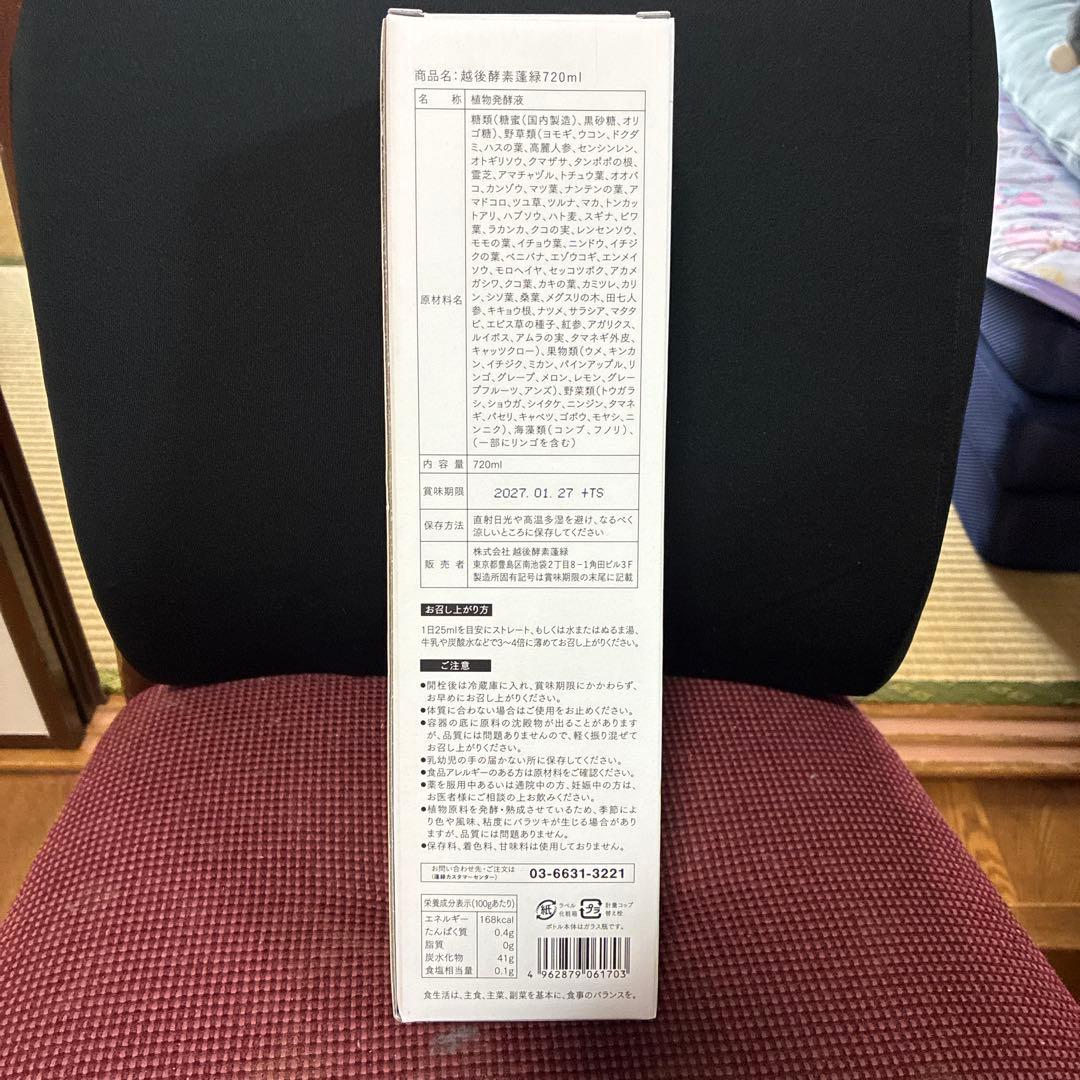 商品名:越後酵素蓬緑720ml
名 称 植物発酵液
原材料名
糖類(糖蜜(国内製造)、黒砂糖、オリ
ゴ糖)、野草類(ヨモギ、ウコン、ドクダ
ミ、ハスの葉、高麗人参、センシンレン、
オトギリソウ、クマザサ、タンポポの根、
霊芝、アマチャヅル、トチュウ葉、オオバ
コ、カンゾウ、マツ葉、ナンテンの葉、ア
マドコロ、ツユ草、ツルナ、マカ、トンカッ
トアリ、ハブソウ、ハト麦、スギナ、ビワ
葉、ラカンカ、クコの実、レンセンソウ、
モモの葉、イチョウ葉、ニンドウ、イチジ
クの葉、ベニバナ、エゾウコギ、エンメイ
ソウ、モロヘイヤ、セッコツボク、アカメ
ガシワ、クコ葉、カキの葉、カミツレ、カリ
ン、シソ葉、桑葉、メグスリの木、田七人
参、キキョウ根、ナツメ、サラシア、マタタ
ビ、エビス草の種子、紅参、アガリクス、
ルイボス、アムラの実、タマネギ外皮、
キャッツクロー)、果物類(ウメ、キンカ
ン、イチジク、ミカン、パインアップル、リ
ンゴ、グレープ、メロン、レモン、グレー
プフルーツ、アンズ)、野菜類(トウガラ
シ、ショウガ、シイタケ、ニンジン、タマネ
ギ、パセリ、キャベツ、ゴボウ、モヤシ、ニ
ンニク)、海藻類(コンブ、フノリ)、
(一部にリンゴを含む)
内容量 720ml
賞味期限 2027. 01. 27 +TS
保存方法
直射日光や高温多湿を避け、なるべく
涼しいところに保存してください
販売者
株式会社 越後酵素蓬緑
東京都豊島区南池袋2丁目8-1角田ビル3F
製造所固有記号は賞味期限の末尾に記載
お召し上がり方
1日25mlを目安にストレート、もしくは水またはぬるま湯、
牛乳や炭酸水などで3〜4倍に薄めてお召し上がりください。
ご注意
●開栓後は冷蔵庫に入れ、賞味期限にかかわらず、
お早めにお召し上がりください。
●体質に合わない場合はご使用をお止めください。
●容器の底に原料の沈殿物が出ることがあります
が、品質には問題ありませんので、軽く振り混ぜて
お召し上がりください。
●乳幼児の手の届かない所に保存してください。
●食品アレルギーのある方は原材料をご確認ください。
●薬を服用中あるいは通院中の方、妊娠中の方は、
お医者様にご相談の上お飲みください。
●植物原料を発酵・熟成させているため、季節によ
り色や風味、粘度にバラツキが生じる場合があり
ますが、品質には問題ありません。
●保存料、着色料、甘味料は使用しておりません。
お問い合わせ先・ご注文は
(蓬緑カスタマーセンター)
03-6631-3221
栄養成分表示(100gあたり)
エネルギー 168kcal
たんぱく質 0.4g
脂質 0g
炭水化物 41g
食塩相当量 0.1g
紙 ラベル
化粧箱
プラ 計量コップ
替え栓
ボトル本体はガラス瓶です。
4 962879 061703
食生活は、主食、主菜、副菜を基本に、食事のバランスを。